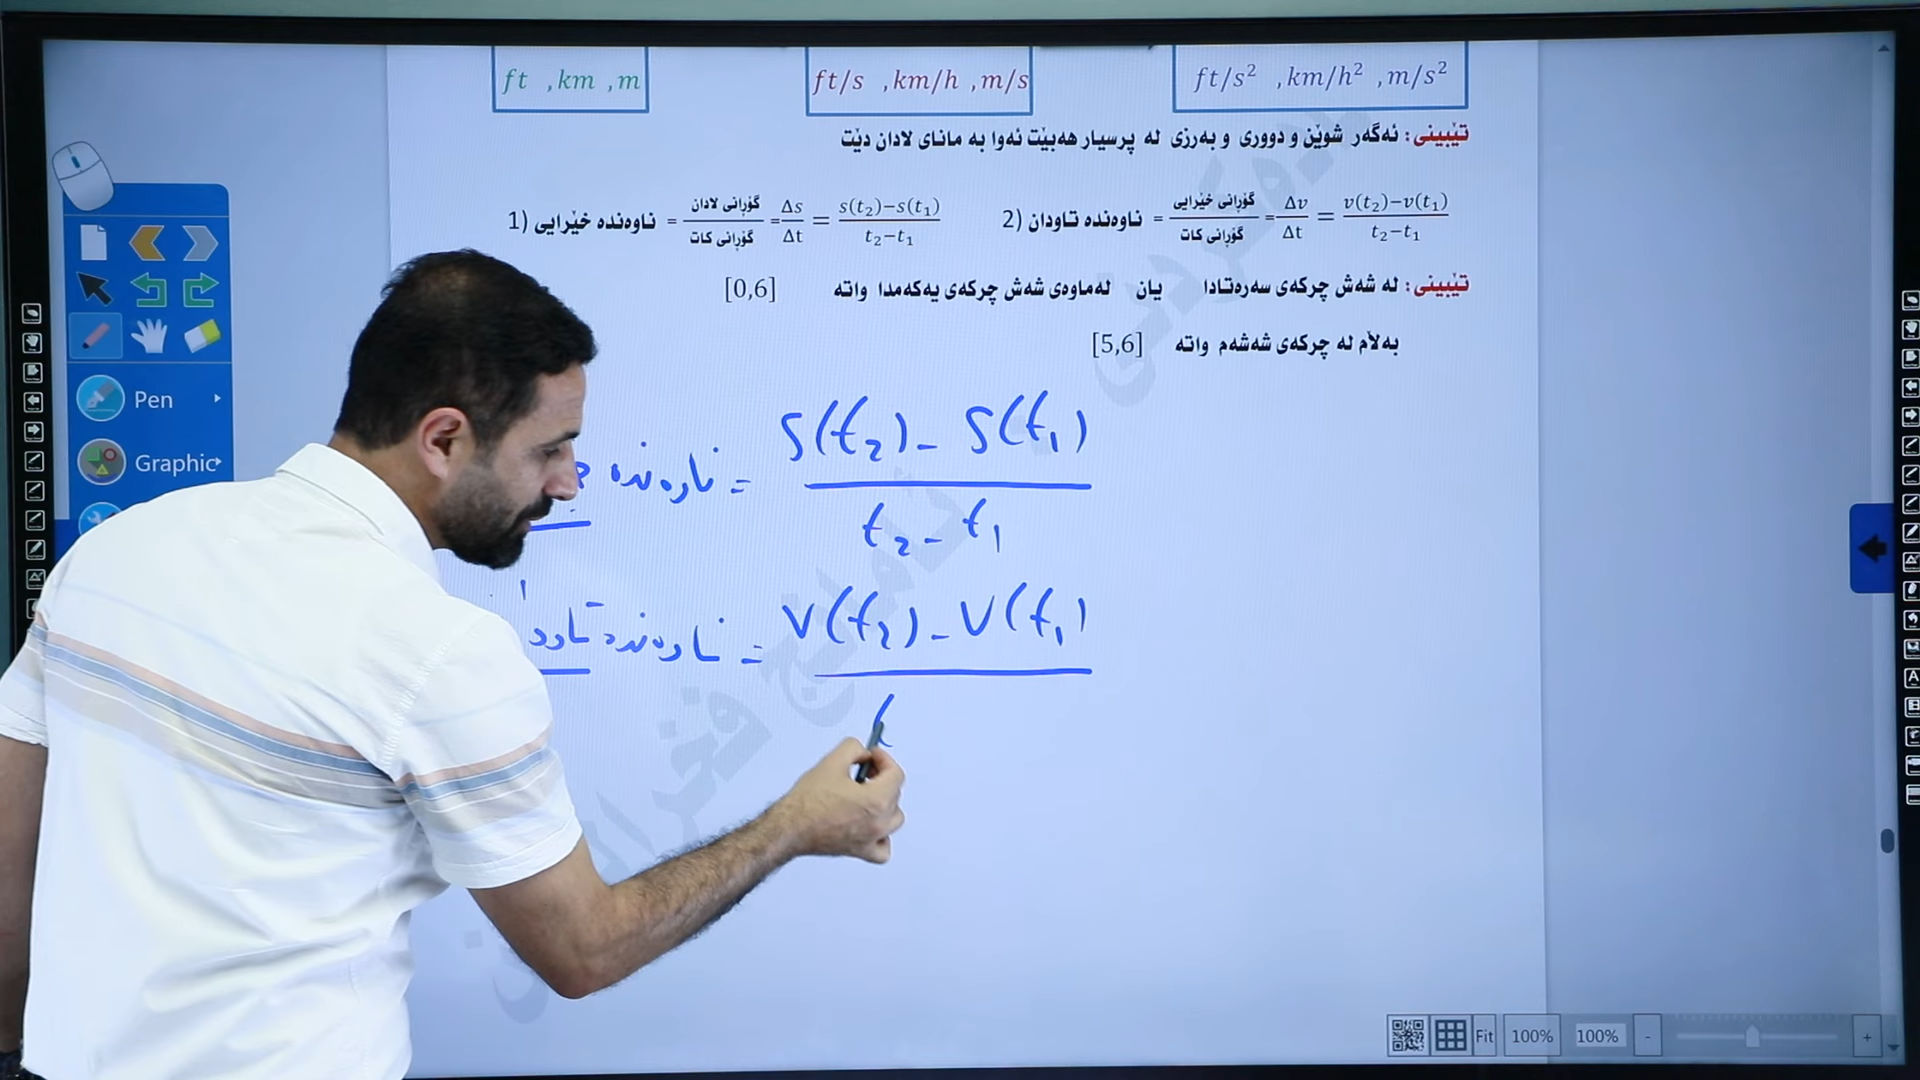 ft , km , m
ft/s , km/h , m/s
ft/s² , km/h² , m/s²
تێبینی: ئەگەر شوێن و دووری و بەرزی لە پرسیار هەبێت ئەوا بە مانای لادان دێت
1) ناوەندە خێرایی = گۆڕانی لادان / گۆڕانی کات = Δs/Δt = s(t₂)−s(t₁) / t₂−t₁
2) ناوەندە تاودان = گۆڕانی خێرایی / گۆڕانی کات = Δv/Δt = v(t₂)−v(t₁) / t₂−t₁
تێبینی: لە شەش چرکەی سەرەتادا یان لەماوەی شەش چرکەی یەکەمدا واتە [0,6]
بەڵام لە چرکەی شەشەم واتە [5,6]
ناوەندە = S(t₂) - S(t₁) / t₂ - t₁
ناوەندە = V(t₂) - V(t₁)
Pen
Graphic
Fit 100% 100% - +